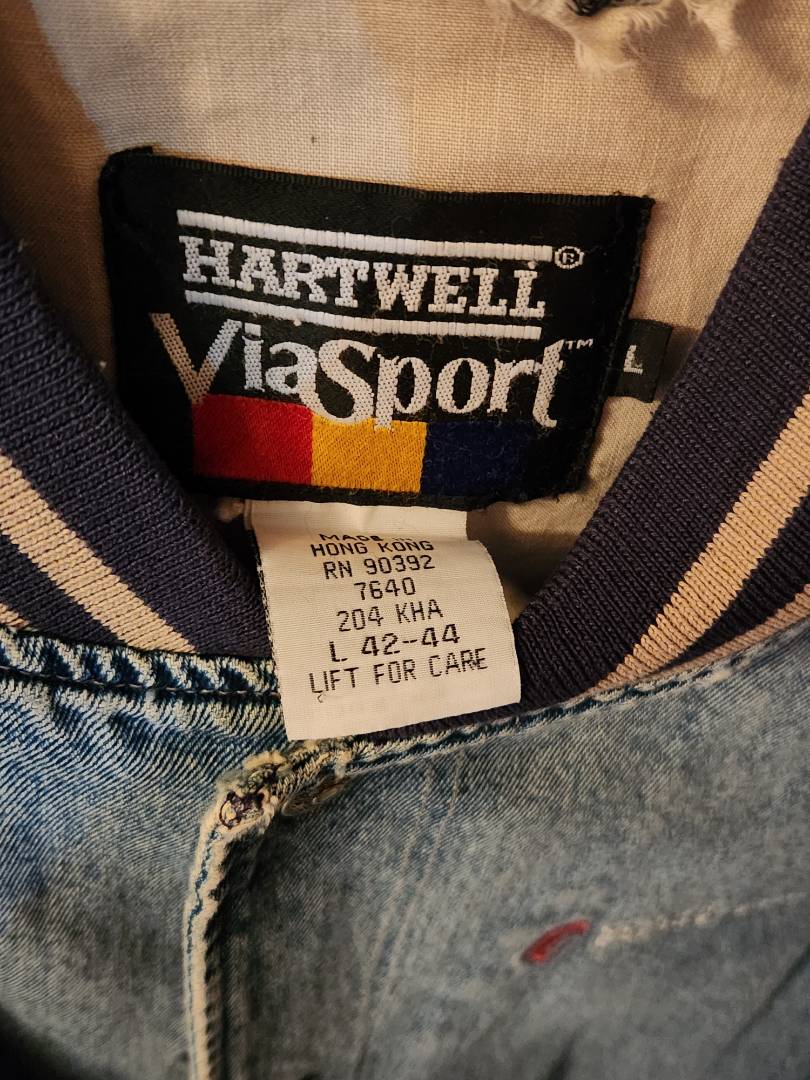 HARTWELL®
ViaSport™
L
MADE IN
HONG KONG
RN 90392
7640
204 KHA
L 42-44
LIFT FOR CARE